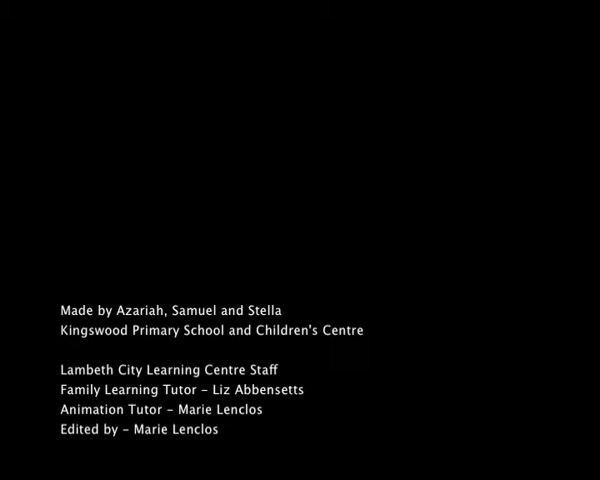 Made by Azariah, Samuel and Stella
Kingswood Primary School and Children's Centre
Lambeth City Learning Centre Staff
Family Learning Tutor – Liz Abbensetts
Animation Tutor – Marie Lenclos
Edited by – Marie Lenclos